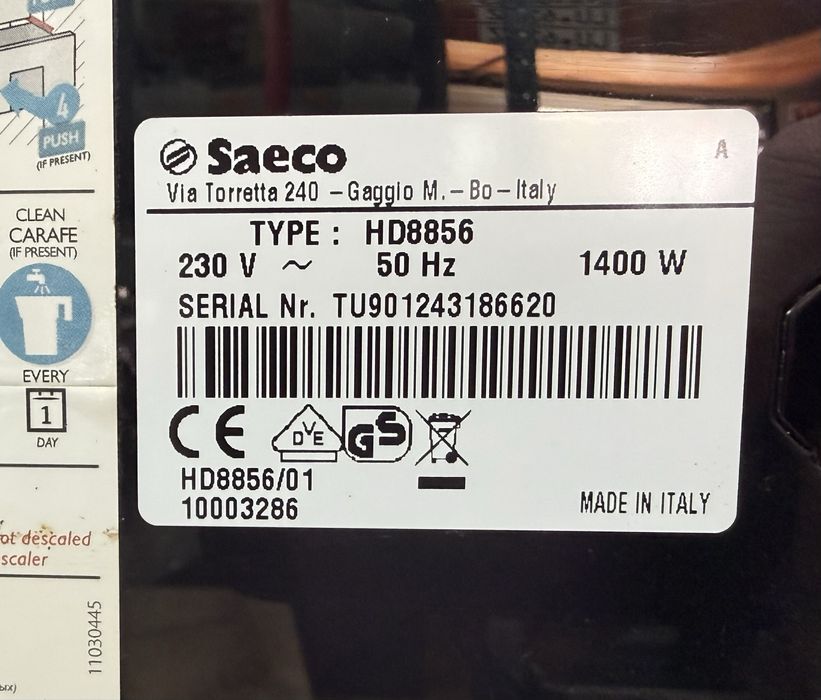 4
PUSH
(IF PRESENT)
CLEAN
CARAFE
(IF PRESENT)
EVERY
1
DAY
ot descaled
scaler
11030445
Saeco
A
Via Torretta 240 – Gaggio M. – Bo – Italy
TYPE : HD8856
230 V ~ 50 Hz 1400 W
SERIAL Nr. TU901243186620
CE DVE GS
HD8856/01
10003286
MADE IN ITALY